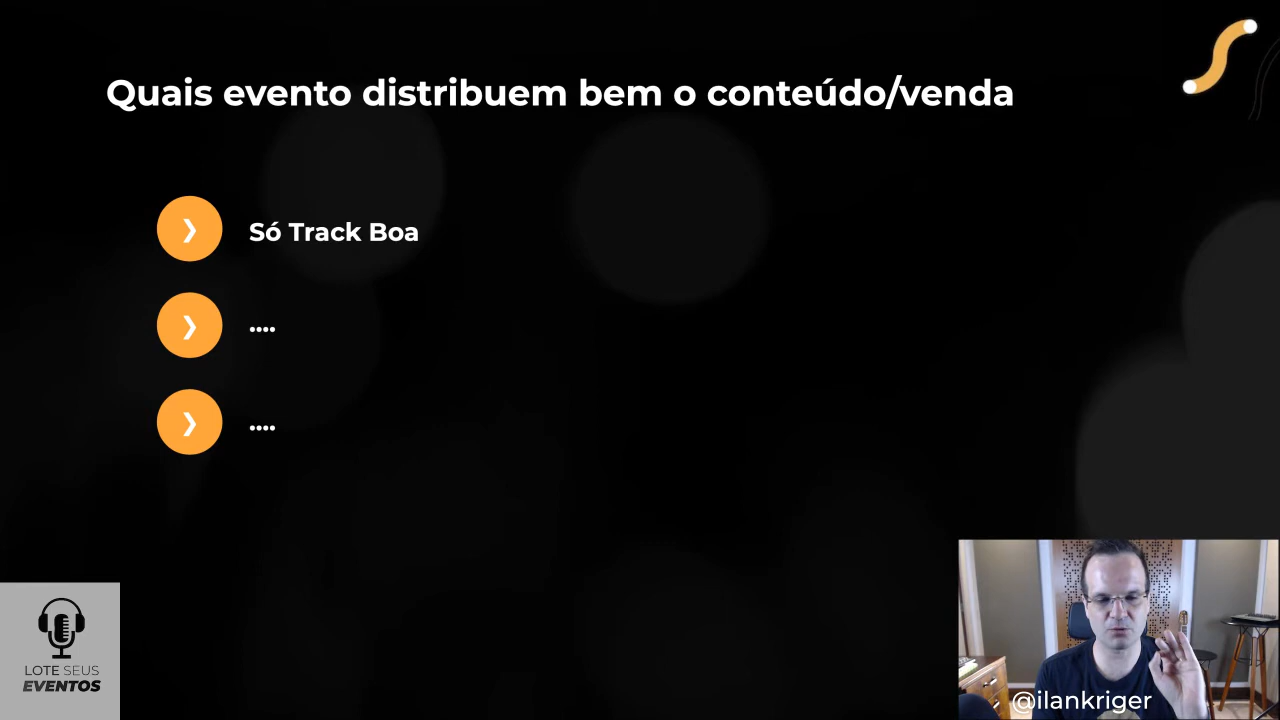 Quais evento distribuem bem o conteúdo/venda
Só Track Boa
....
....
LOTE SEUS
EVENTOS
@ilankriger